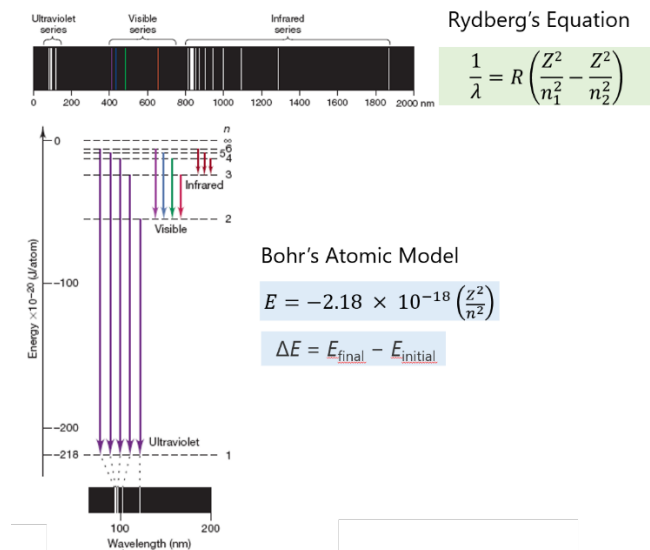 Ultraviolet series
Visible series
Infrared series
0 200 400 600 800 1000 1200 1400 1600 1800 2000 nm
Rydberg's Equation
1/λ = R(Z²/n₁² − Z²/n₂²)
n
0
∞
6
5
4
3
Infrared
2
Visible
Energy ×10⁻²⁰ (J/atom)
−100
−200
−218
Ultraviolet
1
100 200
Wavelength (nm)
Bohr's Atomic Model
E = −2.18 × 10⁻¹⁸ (Z²/n²)
ΔE = E_final − E_initial